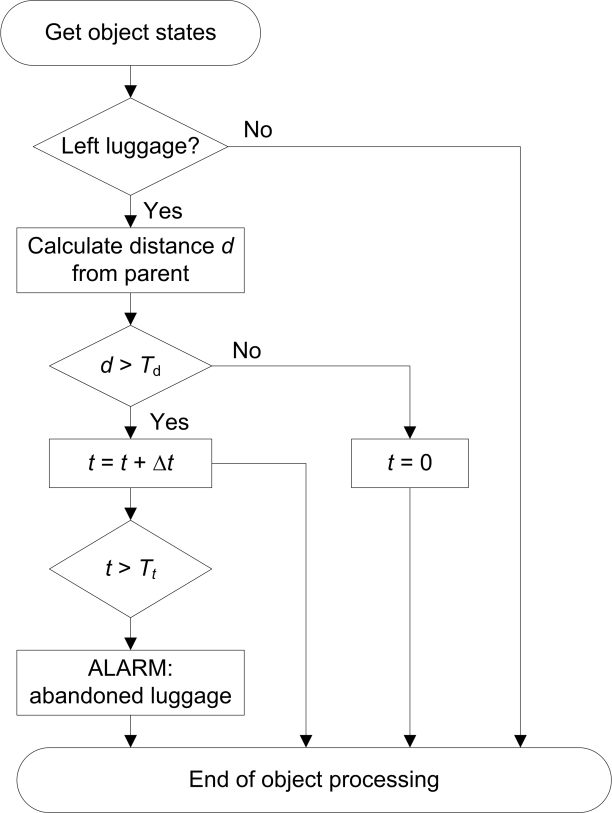 Get object states
Left luggage?
No
Yes
Calculate distance d
from parent
d > Td
No
Yes
t = t + Δt
t = 0
t > Tt
ALARM:
abandoned luggage
End of object processing